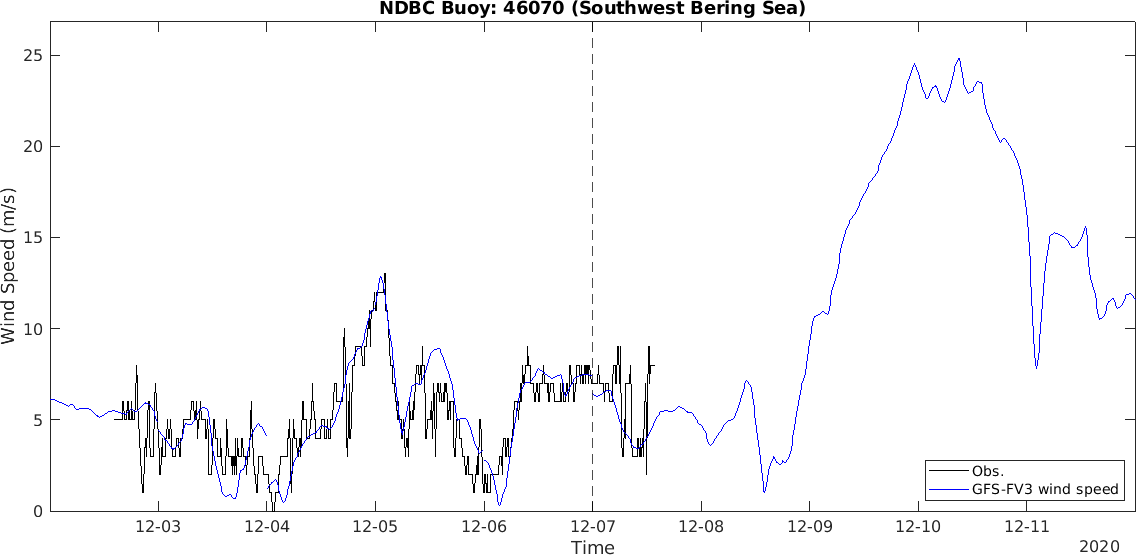 NDBC Buoy: 46070 (Southwest Bering Sea)
Wind Speed (m/s)
25
20
15
10
5
0
Obs.
GFS-FV3 wind speed
12-03 12-04 12-05 12-06 12-07 12-08 12-09 12-10 12-11
Time
2020